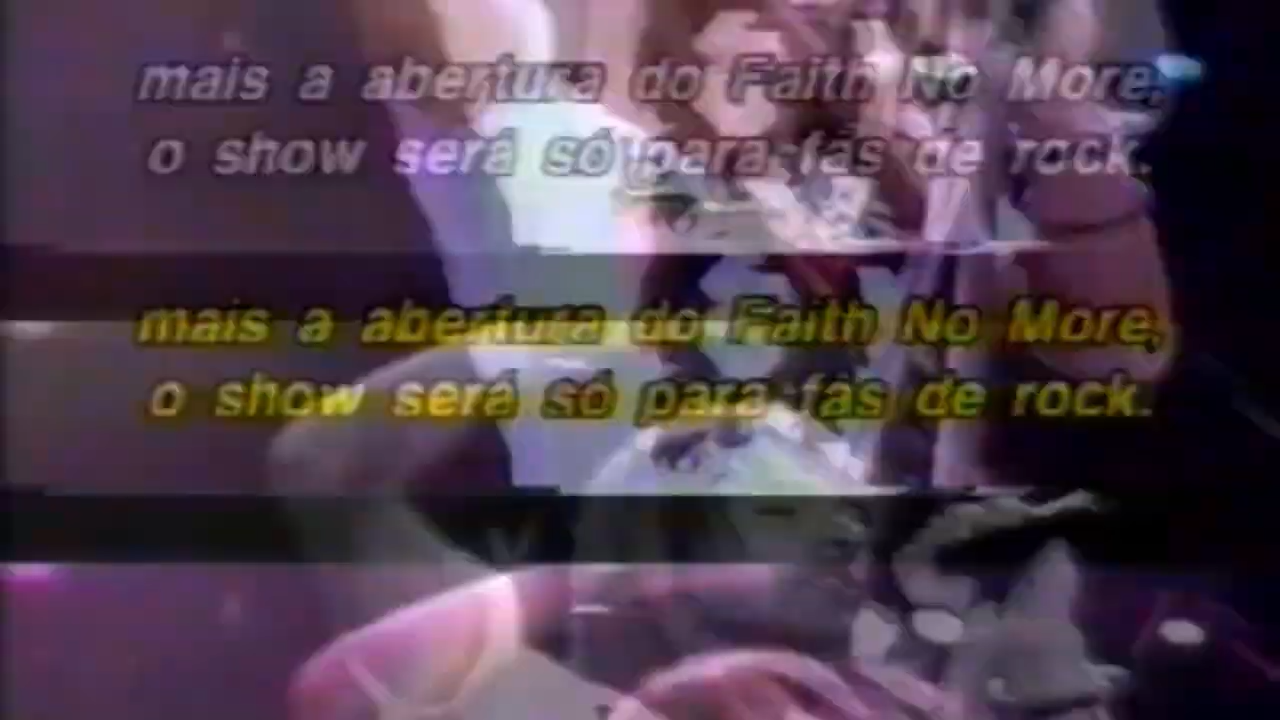 mais a abertura do Faith No More,
o show será só para fãs de rock.
mais a abertura do Faith No More,
o show será só para fãs de rock.